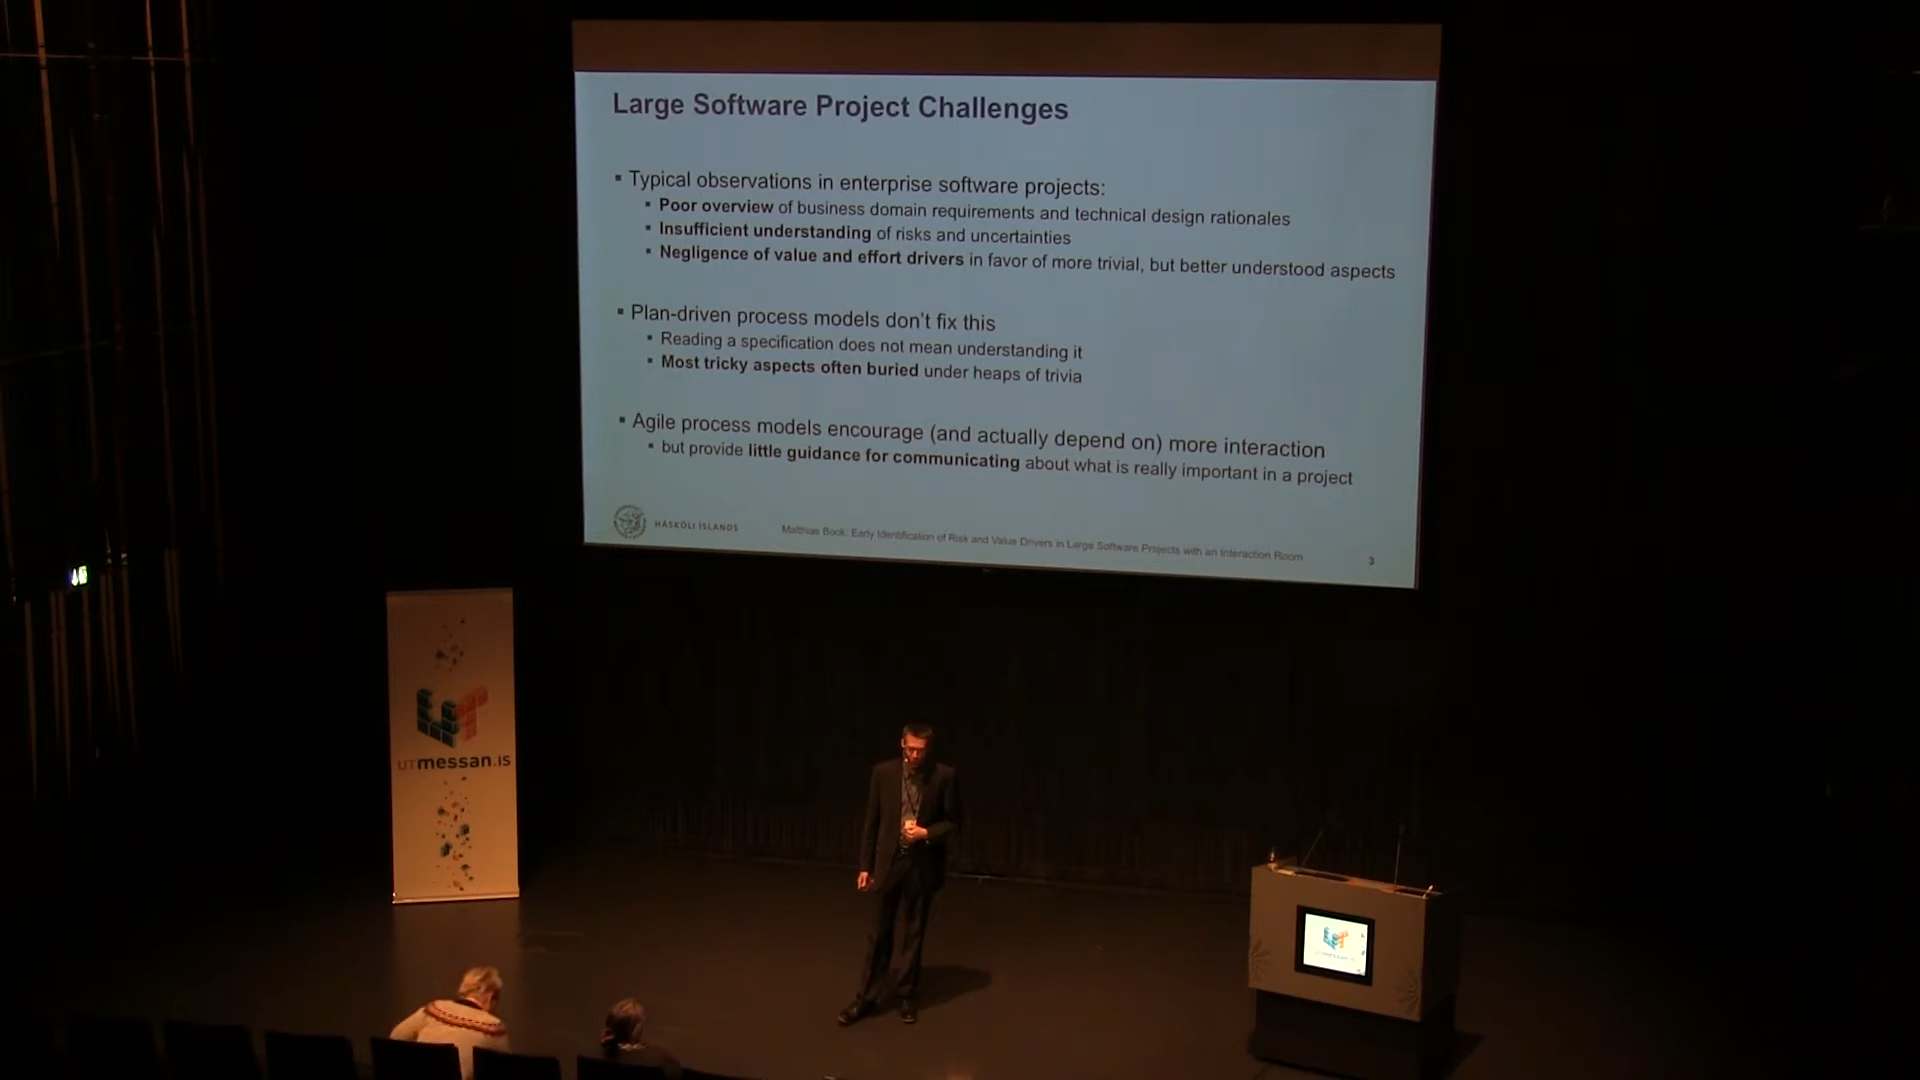 Large Software Project Challenges
▪ Typical observations in enterprise software projects:
▪ Poor overview of business domain requirements and technical design rationales
▪ Insufficient understanding of risks and uncertainties
▪ Negligence of value and effort drivers in favor of more trivial, but better understood aspects
▪ Plan-driven process models don't fix this
▪ Reading a specification does not mean understanding it
▪ Most tricky aspects often buried under heaps of trivia
▪ Agile process models encourage (and actually depend on) more interaction
▪ but provide little guidance for communicating about what is really important in a project
HÁSKÓLI ÍSLANDS
Matthias Book: Early Identification of Risk and Value Drivers in Large Software Projects with an Interaction Room
3
UT
UTmessan.is
UT